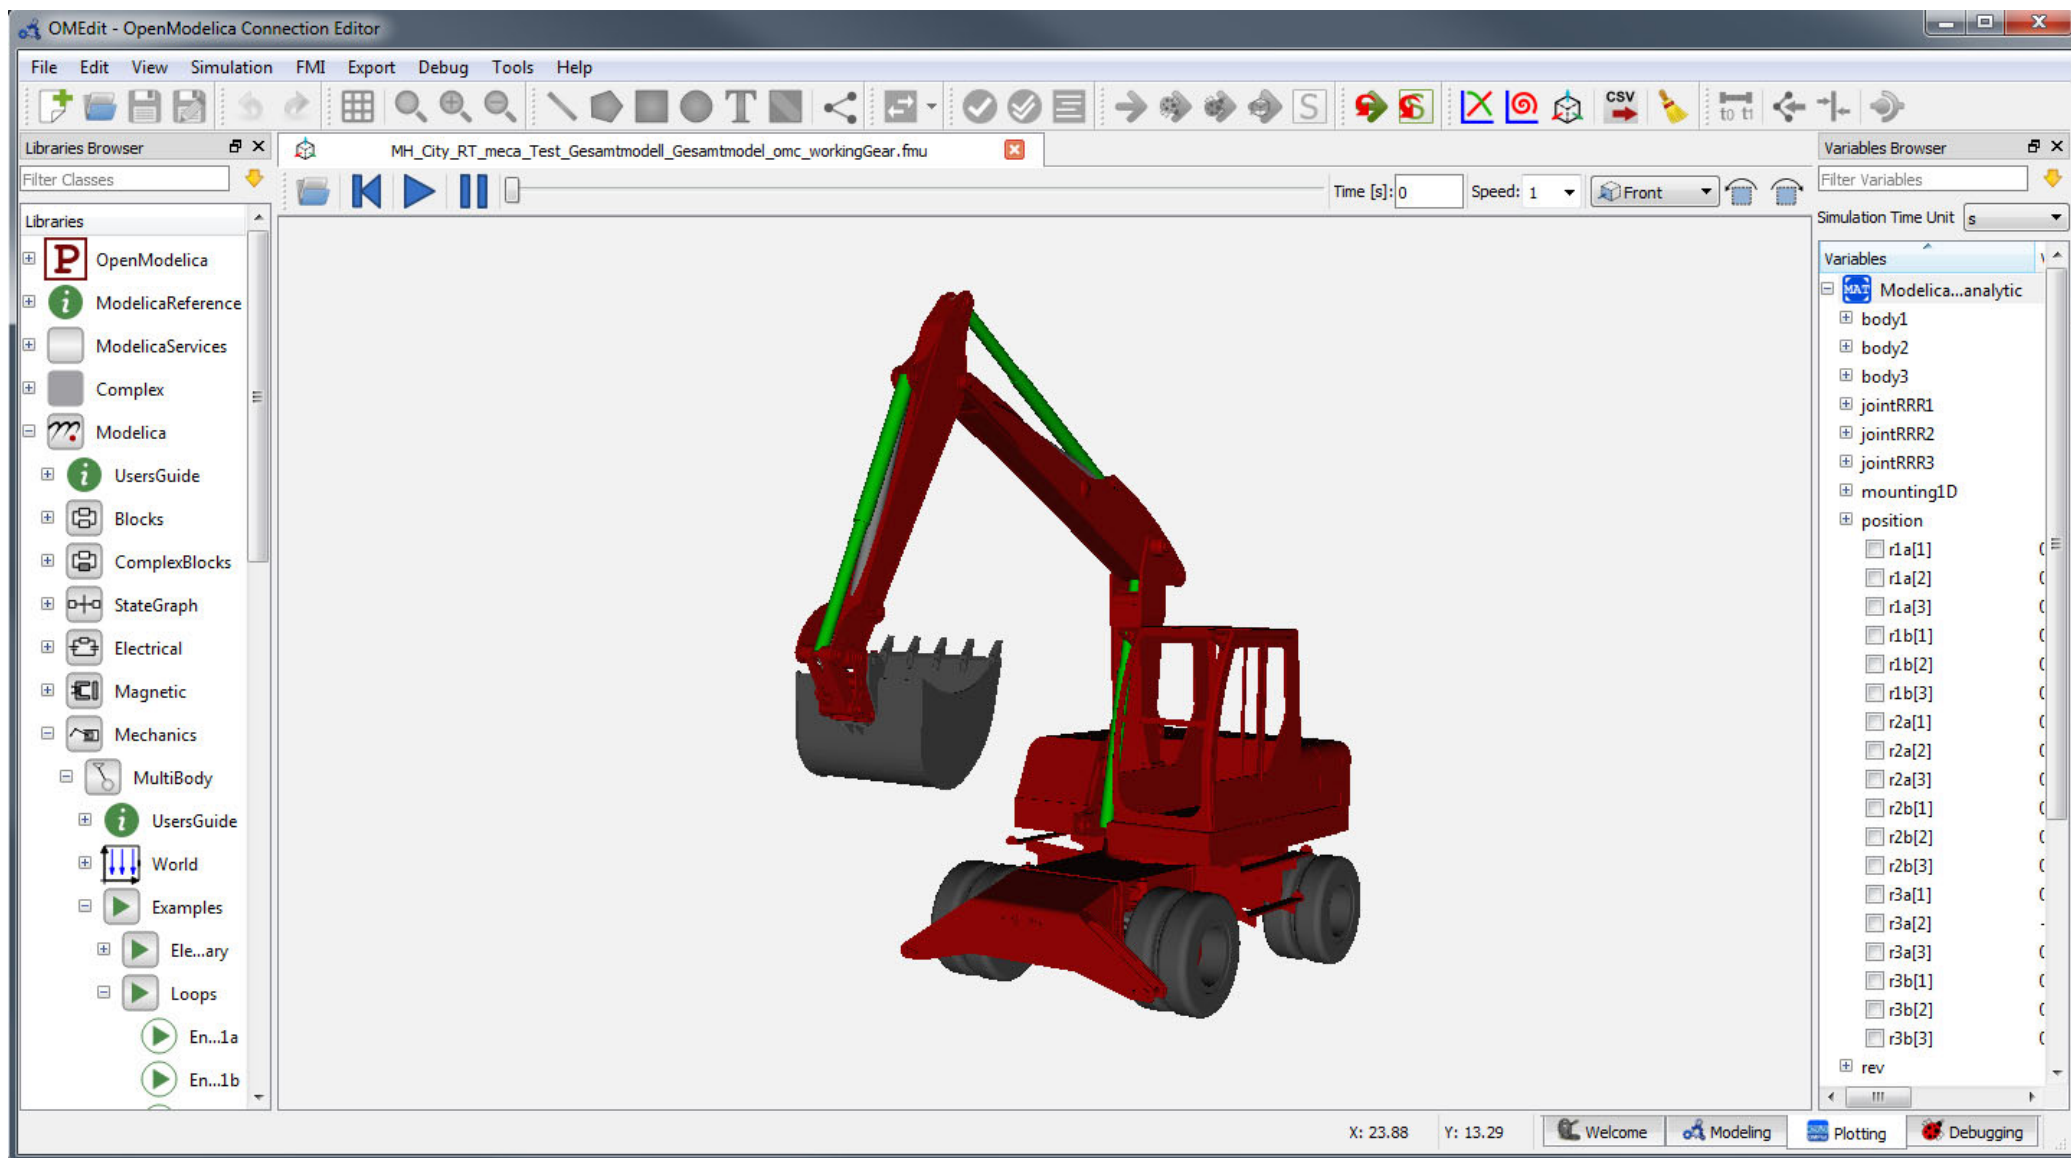 OMEdit - OpenModelica Connection Editor
File Edit View Simulation FMI Export Debug Tools Help
T S S CSV to t1
Libraries Browser
MH_City_RT_meca_Test_Gesamtmodell_Gesamtmodel_omc_workingGear.fmu
Variables Browser
Filter Classes
Time [s]: 0 Speed: 1 Front
Filter Variables
Simulation Time Unit s
Libraries
P OpenModelica
i ModelicaReference
ModelicaServices
Complex
Modelica
i UsersGuide
Blocks
ComplexBlocks
StateGraph
Electrical
Magnetic
Mechanics
MultiBody
i UsersGuide
World
Examples
Ele...ary
Loops
En...1a
En...1b
Variables
MAT Modelica...analytic
body1
body2
body3
jointRRR1
jointRRR2
jointRRR3
mounting1D
position
r1a[1]
r1a[2]
r1a[3]
r1b[1]
r1b[2]
r1b[3]
r2a[1]
r2a[2]
r2a[3]
r2b[1]
r2b[2]
r2b[3]
r3a[1]
r3a[2] -
r3a[3]
r3b[1]
r3b[2]
r3b[3]
rev
X: 23.88 Y: 13.29 Welcome Modeling Plotting Debugging